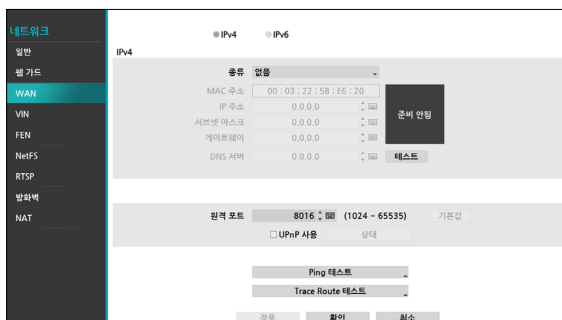 네트워크
일반
웹 가드
WAN
VIN
FEN
NetFS
RTSP
방화벽
NAT
IPv4 IPv6
IPv4
종류 없음
MAC 주소 00 : 03 : 22 : 58 : E6 : 20
IP 주소 0.0.0.0
서브넷 마스크 0.0.0.0
게이트웨이 0.0.0.0
준비 안됨
DNS 서버 0.0.0.0 테스트
원격 포트 8016 (1024 ~ 65535) 기본값
UPnP 사용 상태
Ping 테스트
Trace Route 테스트
적용 확인 취소